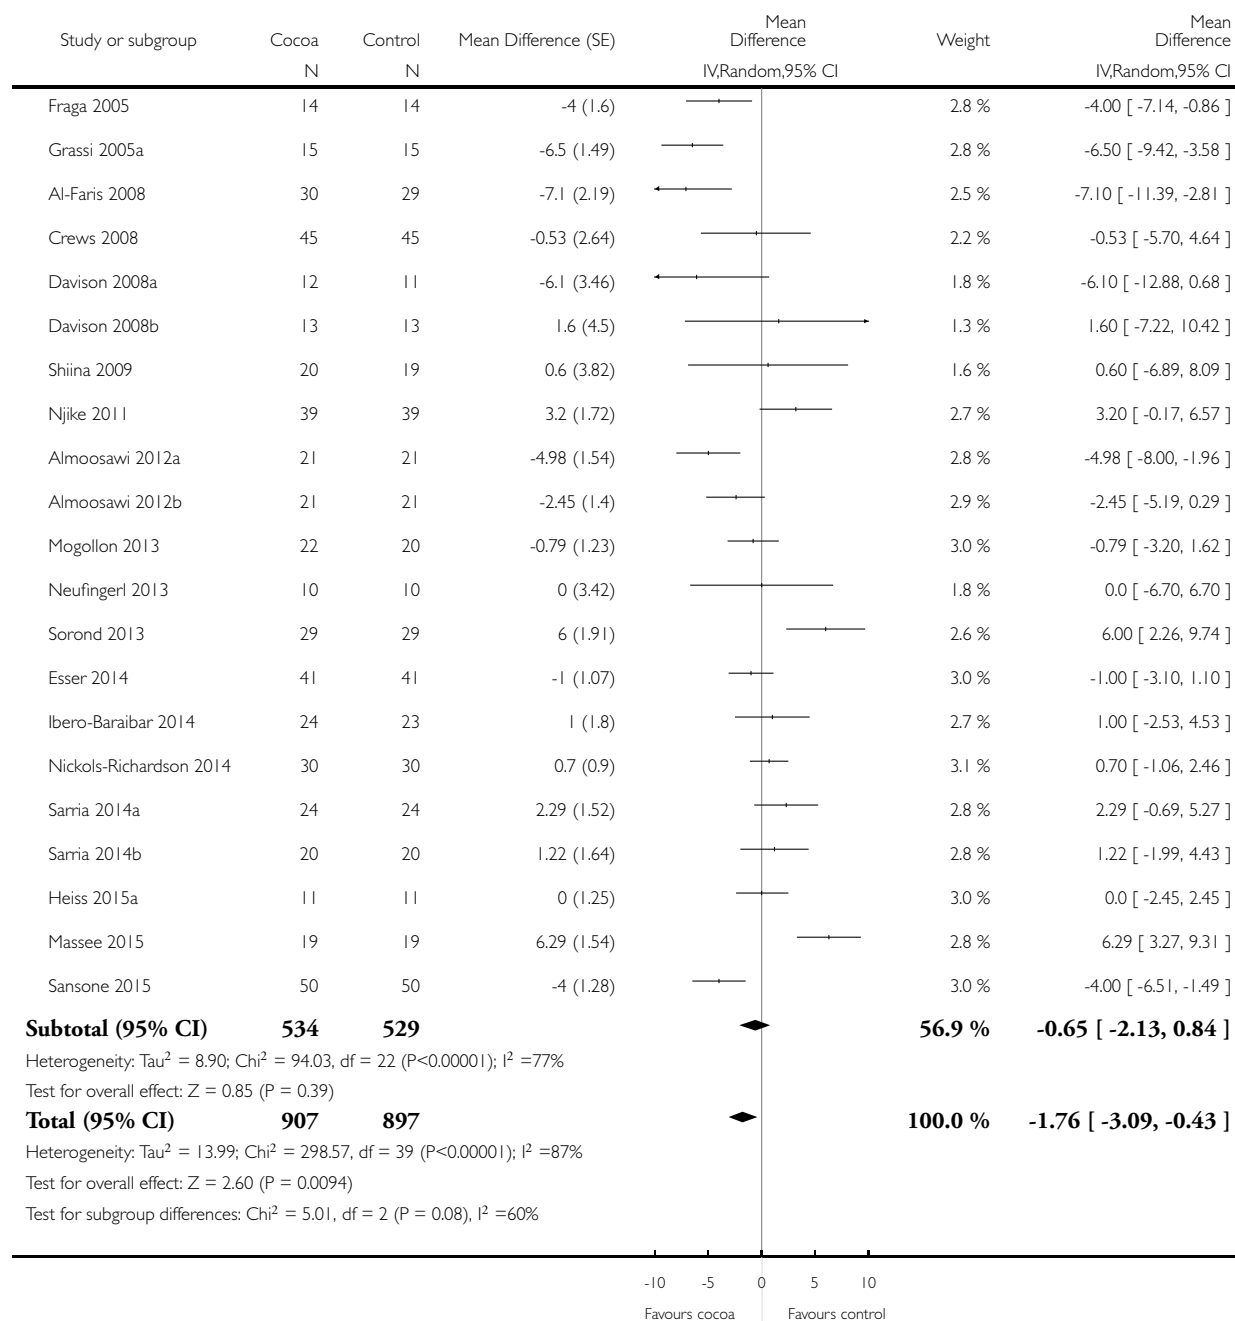 Study or subgroup Cocoa Control Mean Difference (SE) Mean Difference Weight Mean Difference
N N IV,Random,95% CI IV,Random,95% CI
Fraga 2005 14 14 -4 (1.6) 2.8 % -4.00 [ -7.14, -0.86 ]
Grassi 2005a 15 15 -6.5 (1.49) 2.8 % -6.50 [ -9.42, -3.58 ]
Al-Faris 2008 30 29 -7.1 (2.19) 2.5 % -7.10 [ -11.39, -2.81 ]
Crews 2008 45 45 -0.53 (2.64) 2.2 % -0.53 [ -5.70, 4.64 ]
Davison 2008a 12 11 -6.1 (3.46) 1.8 % -6.10 [ -12.88, 0.68 ]
Davison 2008b 13 13 1.6 (4.5) 1.3 % 1.60 [ -7.22, 10.42 ]
Shiina 2009 20 19 0.6 (3.82) 1.6 % 0.60 [ -6.89, 8.09 ]
Njike 2011 39 39 3.2 (1.72) 2.7 % 3.20 [ -0.17, 6.57 ]
Almoosawi 2012a 21 21 -4.98 (1.54) 2.8 % -4.98 [ -8.00, -1.96 ]
Almoosawi 2012b 21 21 -2.45 (1.4) 2.9 % -2.45 [ -5.19, 0.29 ]
Mogollon 2013 22 20 -0.79 (1.23) 3.0 % -0.79 [ -3.20, 1.62 ]
Neufingerl 2013 10 10 0 (3.42) 1.8 % 0.0 [ -6.70, 6.70 ]
Sorond 2013 29 29 6 (1.91) 2.6 % 6.00 [ 2.26, 9.74 ]
Esser 2014 41 41 -1 (1.07) 3.0 % -1.00 [ -3.10, 1.10 ]
Ibero-Baraibar 2014 24 23 1 (1.8) 2.7 % 1.00 [ -2.53, 4.53 ]
Nickols-Richardson 2014 30 30 0.7 (0.9) 3.1 % 0.70 [ -1.06, 2.46 ]
Sarria 2014a 24 24 2.29 (1.52) 2.8 % 2.29 [ -0.69, 5.27 ]
Sarria 2014b 20 20 1.22 (1.64) 2.8 % 1.22 [ -1.99, 4.43 ]
Heiss 2015a 11 11 0 (1.25) 3.0 % 0.0 [ -2.45, 2.45 ]
Massee 2015 19 19 6.29 (1.54) 2.8 % 6.29 [ 3.27, 9.31 ]
Sansone 2015 50 50 -4 (1.28) 3.0 % -4.00 [ -6.51, -1.49 ]
Subtotal (95% CI) 534 529 56.9 % -0.65 [ -2.13, 0.84 ]
Heterogeneity: Tau² = 8.90; Chi² = 94.03, df = 22 (P<0.00001); I² =77%
Test for overall effect: Z = 0.85 (P = 0.39)
Total (95% CI) 907 897 100.0 % -1.76 [ -3.09, -0.43 ]
Heterogeneity: Tau² = 13.99; Chi² = 298.57, df = 39 (P<0.00001); I² =87%
Test for overall effect: Z = 2.60 (P = 0.0094)
Test for subgroup differences: Chi² = 5.01, df = 2 (P = 0.08), I² =60%
-10 -5 0 5 10
Favours cocoa Favours control